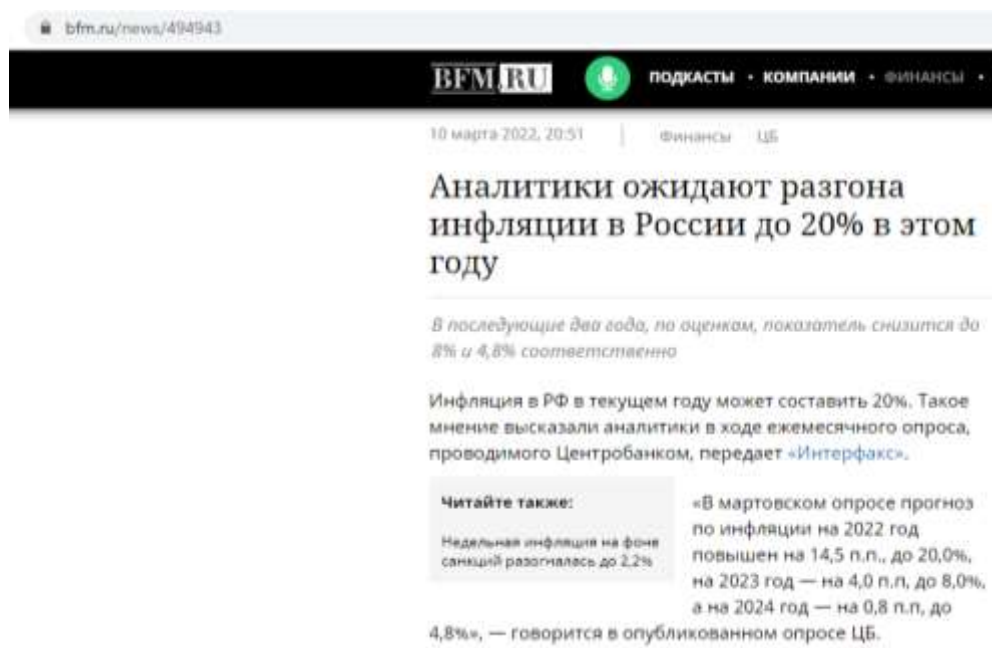 bfm.ru/news/494943
BFM.RU
ПОДКАСТЫ • КОМПАНИИ • ФИНАНСЫ •
10 марта 2022, 20:51 | Финансы ЦБ
Аналитики ожидают разгона
инфляции в России до 20% в этом
году
В последующие два года, по оценкам, показатель снизится до
8% и 4,8% соответственно
Инфляция в РФ в текущем году может составить 20%. Такое
мнение высказали аналитики в ходе ежемесячного опроса,
проводимого Центробанком, передает «Интерфакс».
Читайте также:
Недельная инфляция на фоне
санкций разогналась до 2,2%
«В мартовском опросе прогноз
по инфляции на 2022 год
повышен на 14,5 п.п., до 20,0%,
на 2023 год — на 4,0 п.п, до 8,0%,
а на 2024 год — на 0,8 п.п, до
4,8%», — говорится в опубликованном опросе ЦБ.